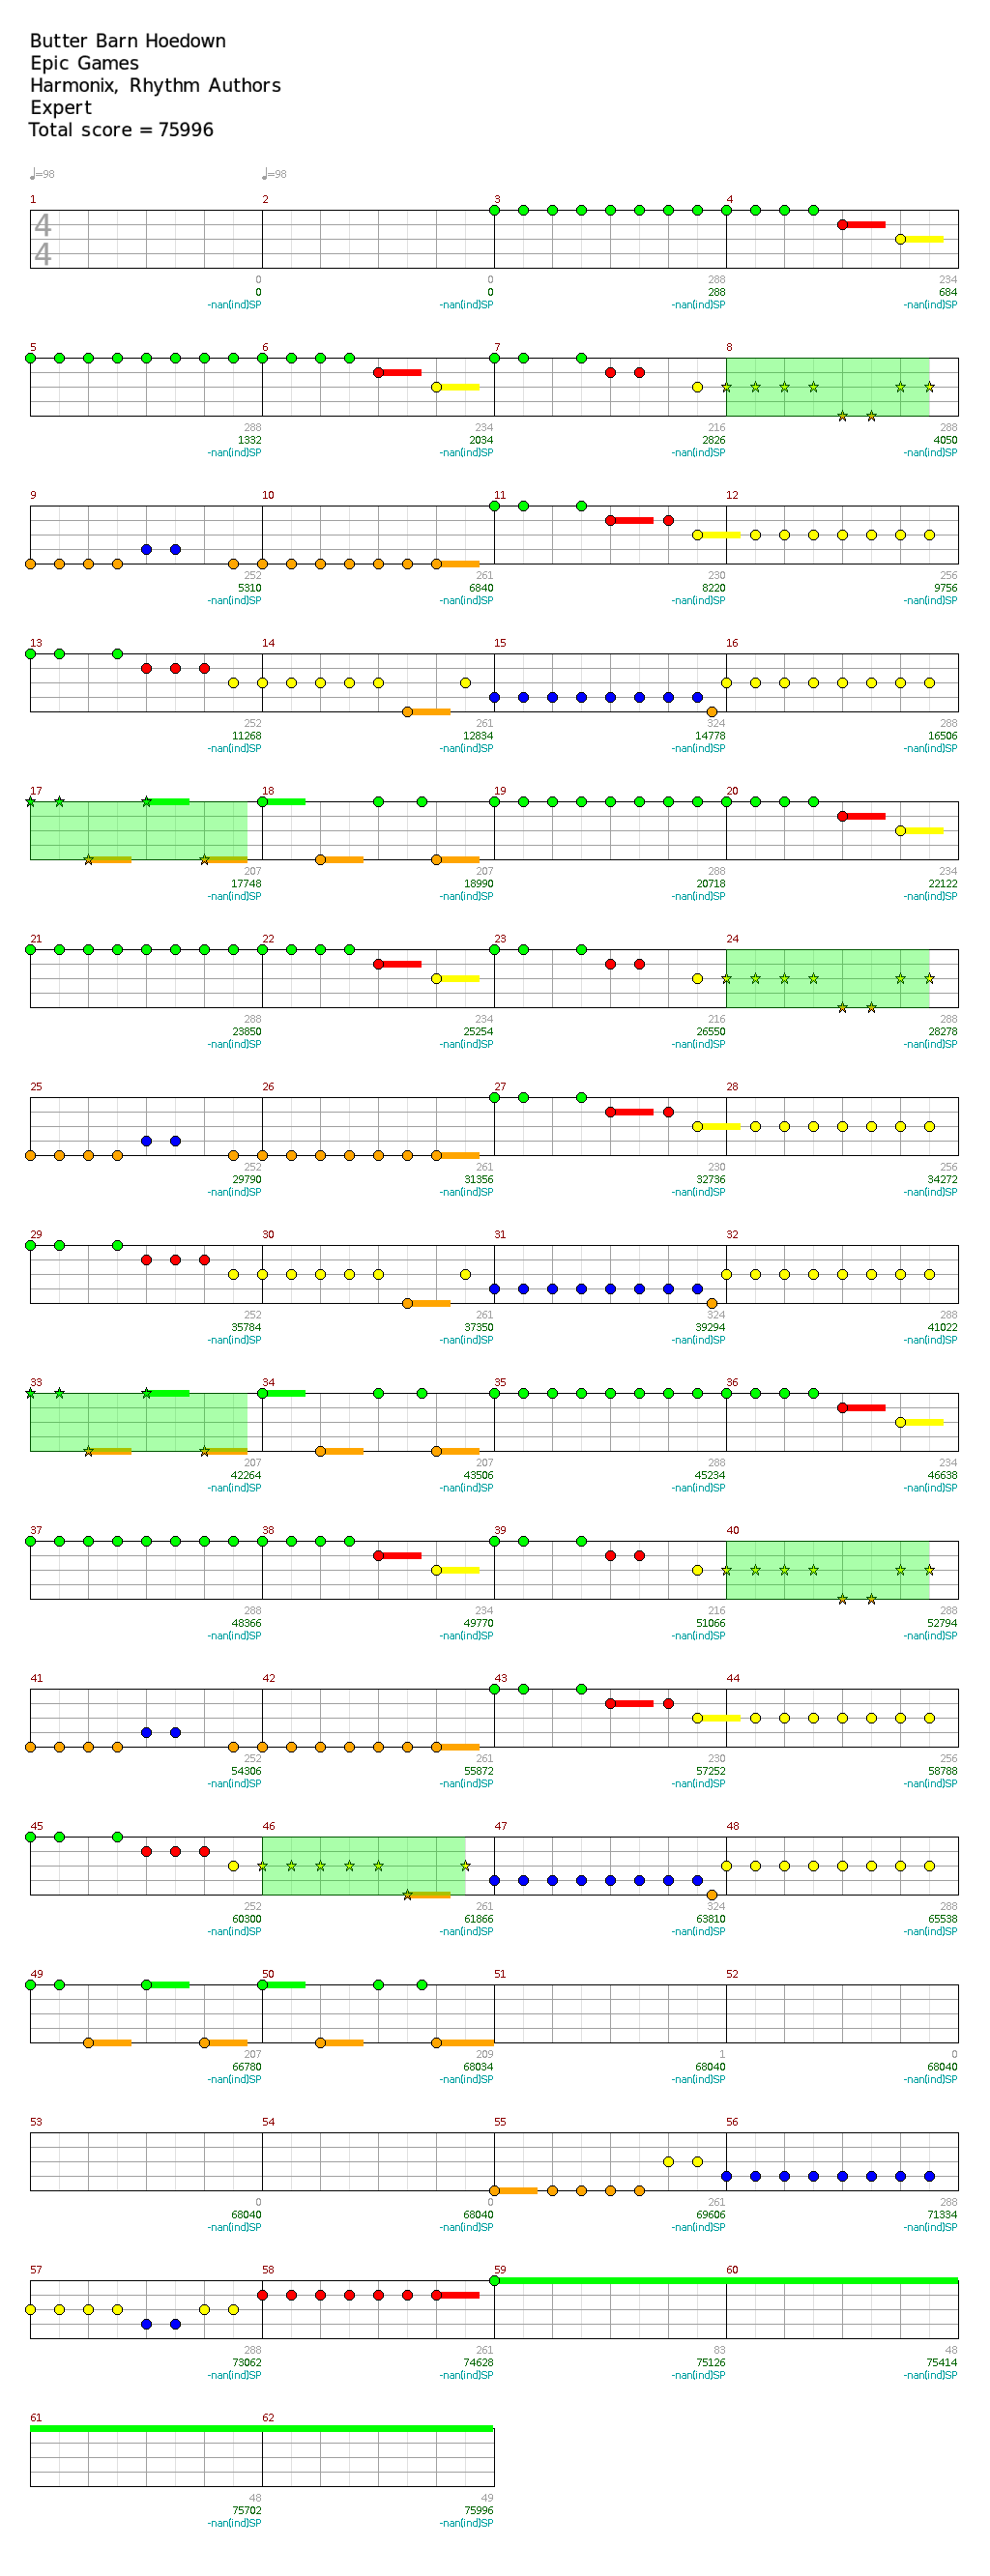 Butter Barn Hoedown
Epic Games
Harmonix, Rhythm Authors
Expert
Total score = 75996
♩=98 ♩=98
1 2 3 4
4
4
0 0 288 234
0 0 288 684
-nan(ind)SP -nan(ind)SP -nan(ind)SP -nan(ind)SP
5 6 7 8
288 234 216 288
1332 2034 2826 4050
-nan(ind)SP -nan(ind)SP -nan(ind)SP -nan(ind)SP
9 10 11 12
252 261 230 256
5310 6840 8220 9756
-nan(ind)SP -nan(ind)SP -nan(ind)SP -nan(ind)SP
13 14 15 16
252 261 324 288
11268 12834 14778 16506
-nan(ind)SP -nan(ind)SP -nan(ind)SP -nan(ind)SP
17 18 19 20
207 207 288 234
17748 18990 20718 22122
-nan(ind)SP -nan(ind)SP -nan(ind)SP -nan(ind)SP
21 22 23 24
288 234 216 288
23850 25254 26550 28278
-nan(ind)SP -nan(ind)SP -nan(ind)SP -nan(ind)SP
25 26 27 28
252 261 230 256
29790 31356 32736 34272
-nan(ind)SP -nan(ind)SP -nan(ind)SP -nan(ind)SP
29 30 31 32
252 261 324 288
35784 37350 39294 41022
-nan(ind)SP -nan(ind)SP -nan(ind)SP -nan(ind)SP
33 34 35 36
207 207 288 234
42264 43506 45234 46638
-nan(ind)SP -nan(ind)SP -nan(ind)SP -nan(ind)SP
37 38 39 40
288 234 216 288
48366 49770 51066 52794
-nan(ind)SP -nan(ind)SP -nan(ind)SP -nan(ind)SP
41 42 43 44
252 261 230 256
54306 55872 57252 58788
-nan(ind)SP -nan(ind)SP -nan(ind)SP -nan(ind)SP
45 46 47 48
252 261 324 288
60300 61866 63810 65538
-nan(ind)SP -nan(ind)SP -nan(ind)SP -nan(ind)SP
49 50 51 52
207 209 1 0
66780 68034 68040 68040
-nan(ind)SP -nan(ind)SP -nan(ind)SP -nan(ind)SP
53 54 55 56
0 0 261 288
68040 68040 69606 71334
-nan(ind)SP -nan(ind)SP -nan(ind)SP -nan(ind)SP
57 58 59 60
288 261 83 48
73062 74628 75126 75414
-nan(ind)SP -nan(ind)SP -nan(ind)SP -nan(ind)SP
61 62
48 49
75702 75996
-nan(ind)SP -nan(ind)SP